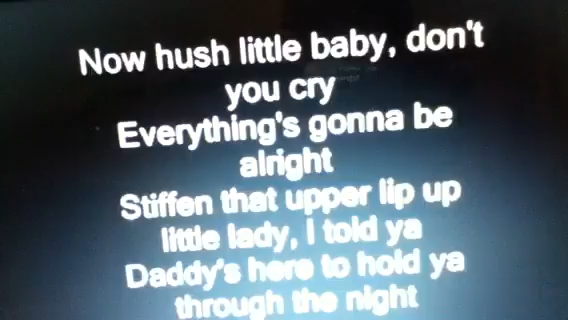 Now hush little baby, don't
you cry
Everything's gonna be
alright
Stiffen that upper lip up
little lady, I told ya
Daddy's here to hold ya
through the night